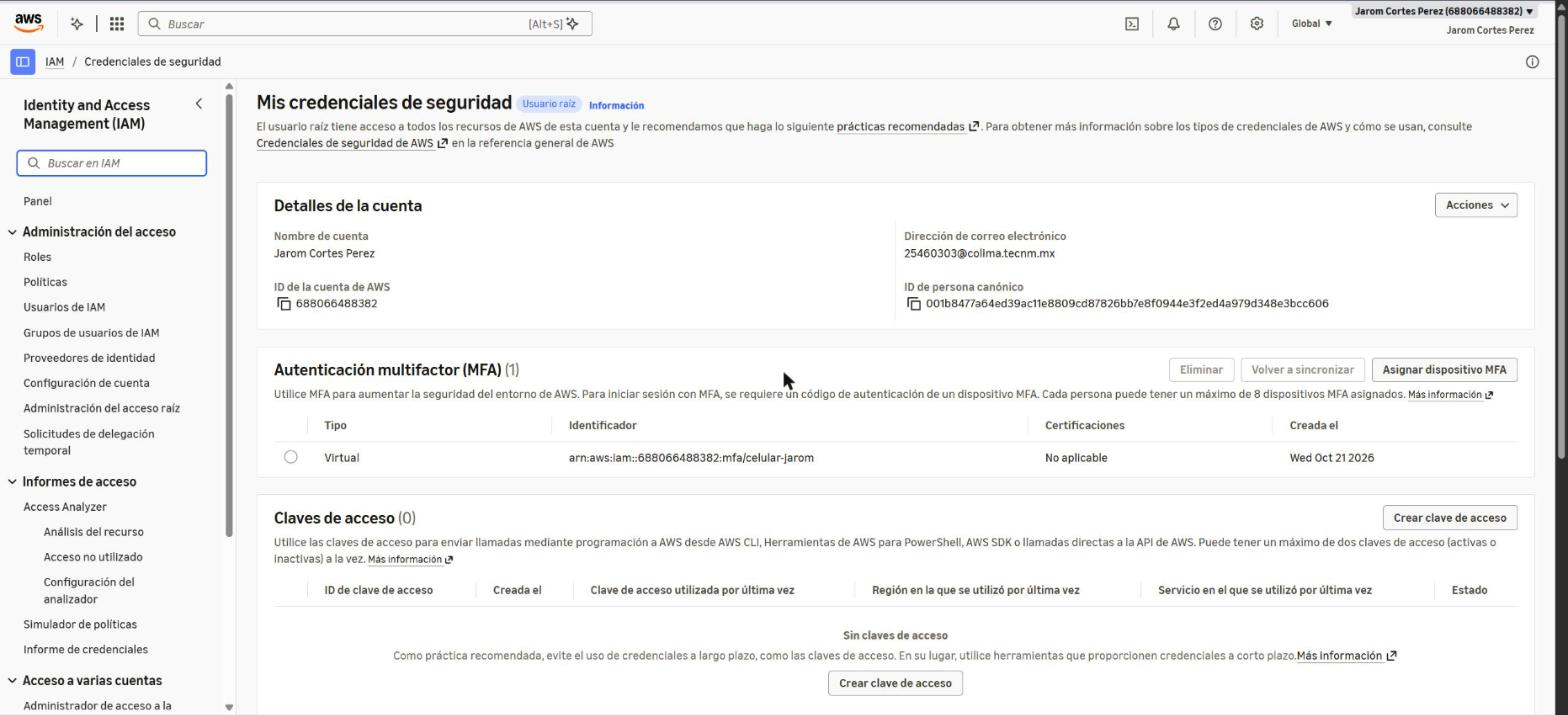 aws
Buscar
[Alt+S]
Global
Jarom Cortes Perez (688066488382)
Jarom Cortes Perez
IAM / Credenciales de seguridad
Identity and Access
Management (IAM)
Buscar en IAM
Panel
Administración del acceso
Roles
Políticas
Usuarios de IAM
Grupos de usuarios de IAM
Proveedores de identidad
Configuración de cuenta
Administración del acceso raíz
Solicitudes de delegación
temporal
Informes de acceso
Access Analyzer
Análisis del recurso
Acceso no utilizado
Configuración del
analizador
Simulador de políticas
Informe de credenciales
Acceso a varias cuentas
Administrador de acceso a la
Mis credenciales de seguridad Usuario raíz Información
El usuario raíz tiene acceso a todos los recursos de AWS de esta cuenta y le recomendamos que haga lo siguiente prácticas recomendadas. Para obtener más información sobre los tipos de credenciales de AWS y cómo se usan, consulte
Credenciales de seguridad de AWS en la referencia general de AWS
Detalles de la cuenta
Acciones
Nombre de cuenta
Jarom Cortes Perez
Dirección de correo electrónico
25460303@colima.tecnm.mx
ID de la cuenta de AWS
688066488382
ID de persona canónico
001b8477a64ed39ac11e8809cd87826bb7e8f0944e3f2ed4a979d348e3bcc606
Autenticación multifactor (MFA) (1)
Eliminar
Volver a sincronizar
Asignar dispositivo MFA
Utilice MFA para aumentar la seguridad del entorno de AWS. Para iniciar sesión con MFA, se requiere un código de autenticación de un dispositivo MFA. Cada persona puede tener un máximo de 8 dispositivos MFA asignados. Más información
Tipo Identificador Certificaciones Creada el
Virtual arn:aws:iam::688066488382:mfa/celular-jarom No aplicable Wed Oct 21 2026
Claves de acceso (0)
Crear clave de acceso
Utilice las claves de acceso para enviar llamadas mediante programación a AWS desde AWS CLI, Herramientas de AWS para PowerShell, AWS SDK o llamadas directas a la API de AWS. Puede tener un máximo de dos claves de acceso (activas o
inactivas) a la vez. Más información
ID de clave de acceso Creada el Clave de acceso utilizada por última vez Región en la que se utilizó por última vez Servicio en el que se utilizó por última vez Estado
Sin claves de acceso
Como práctica recomendada, evite el uso de credenciales a largo plazo, como las claves de acceso. En su lugar, utilice herramientas que proporcionen credenciales a corto plazo.Más información
Crear clave de acceso